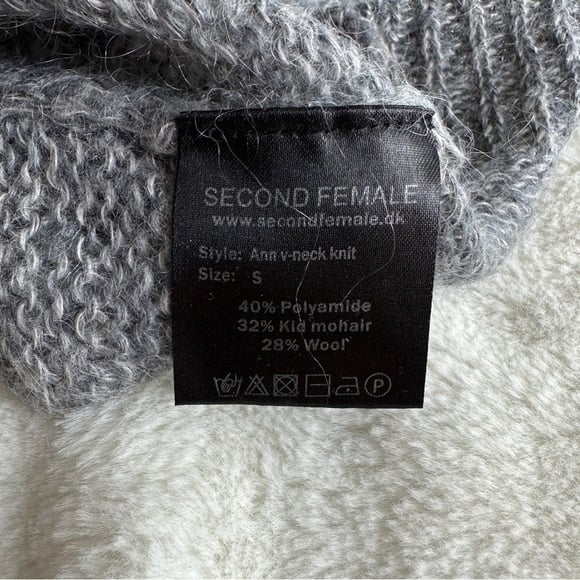 SECOND FEMALE
www.secondfemale.dk
Style: Ann v-neck knit
Size: S
40% Polyamide
32% Kid mohair
28% Wool
P